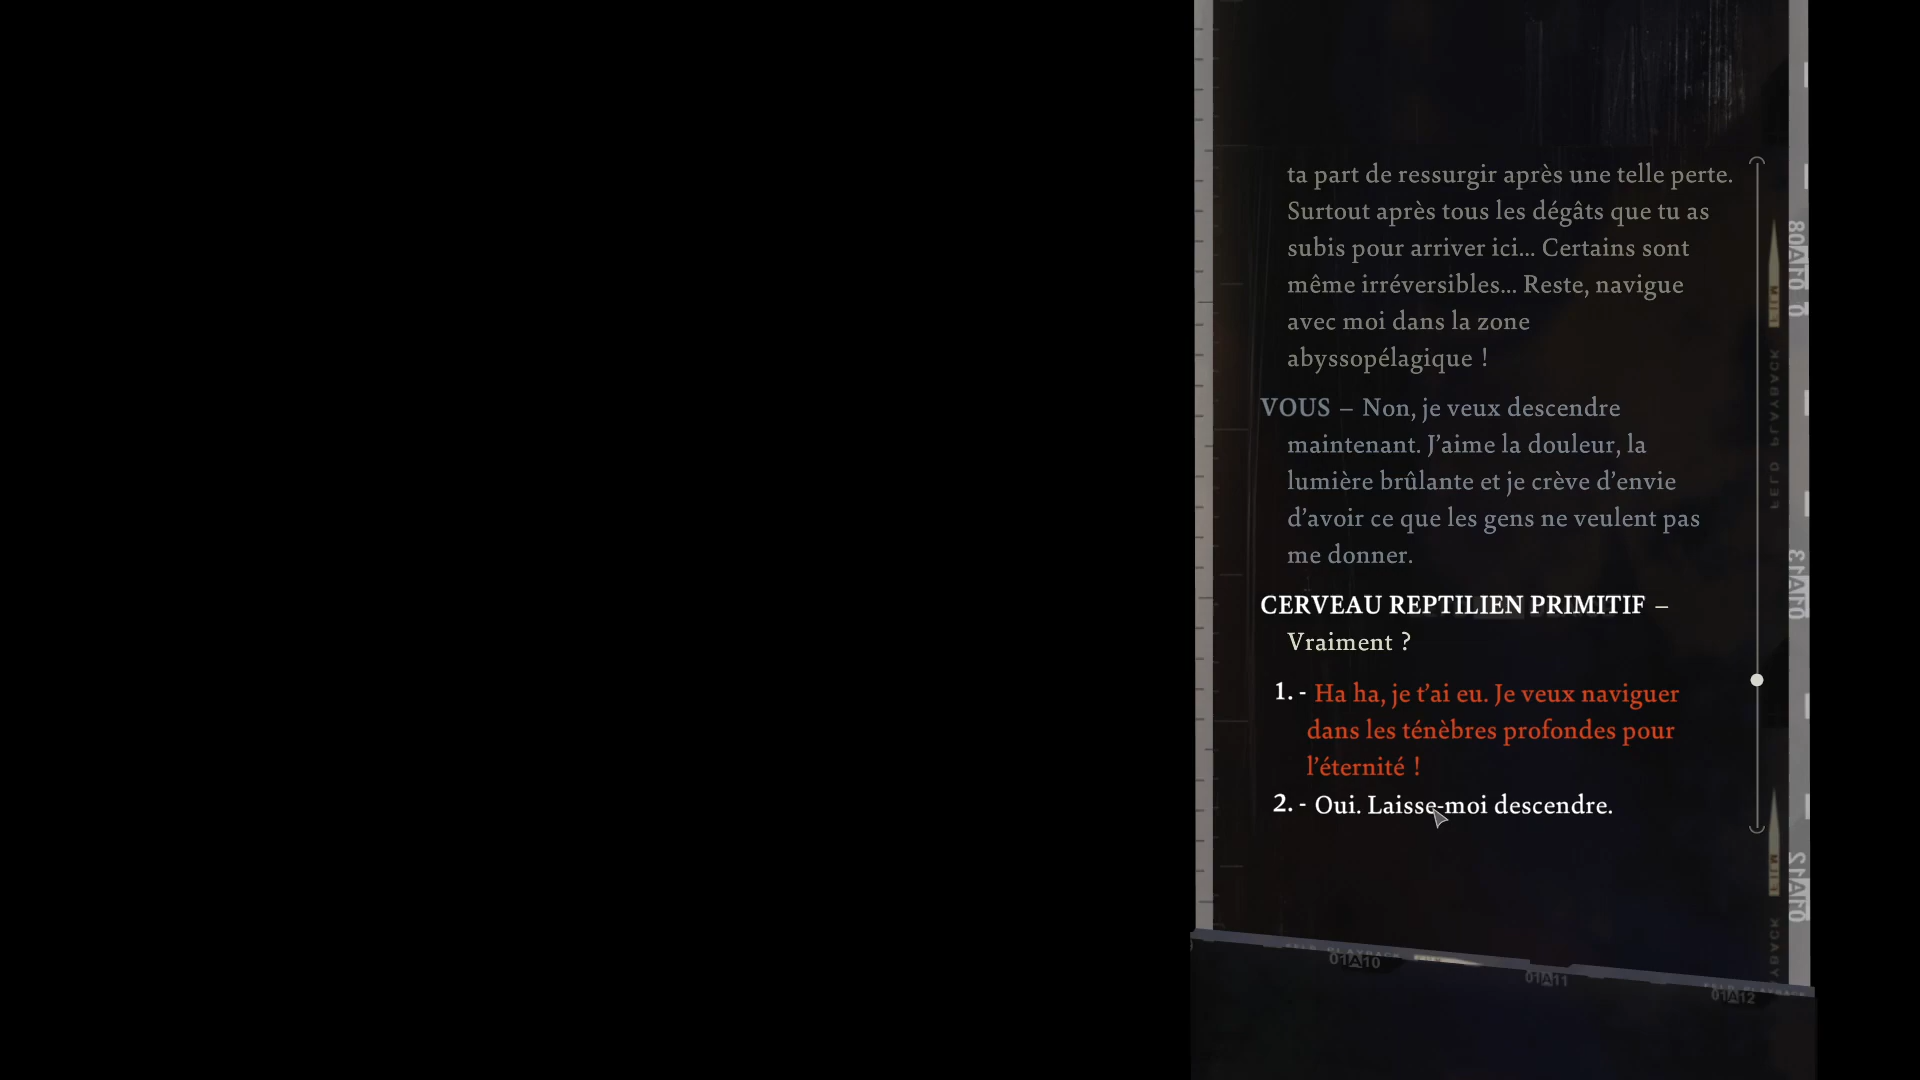 ta part de ressurgir après une telle perte.
Surtout après tous les dégâts que tu as
subis pour arriver ici... Certains sont
même irréversibles... Reste, navigue
avec moi dans la zone
abyssopélagique !
VOUS – Non, je veux descendre
maintenant. J'aime la douleur, la
lumière brûlante et je crève d'envie
d'avoir ce que les gens ne veulent pas
me donner.
CERVEAU REPTILIEN PRIMITIF –
Vraiment ?
1. - Ha ha, je t'ai eu. Je veux naviguer
dans les ténèbres profondes pour
l'éternité !
2. - Oui. Laisse-moi descendre.
01A10
01A11
01A12